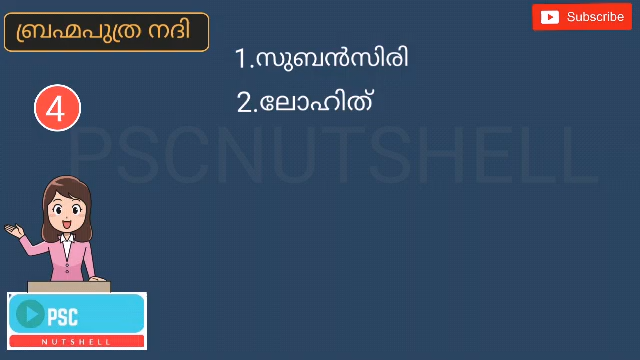 ബ്രഹ്മപുത്ര നദി
Subscribe
1.സുബൻസിരി
2.ലോഹിത്
4
PSCNUTSHELL
PSC
NUTSHELL